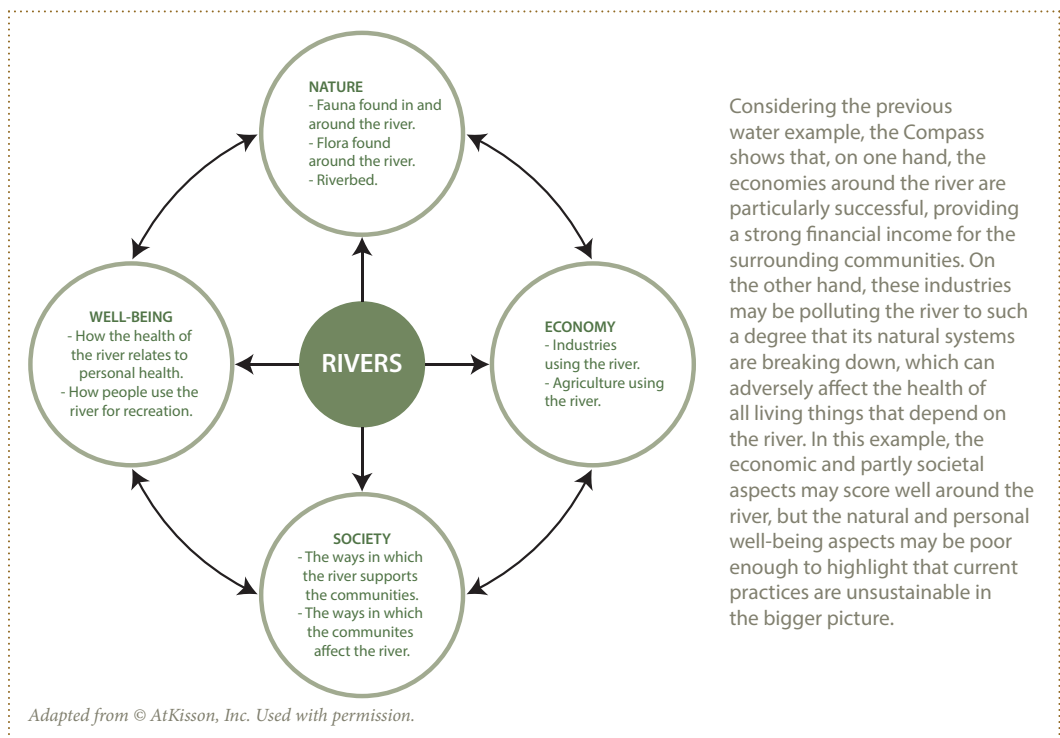 NATURE
- Fauna found in and
around the river.
- Flora found
around the river.
- Riverbed.
WELL-BEING
- How the health of
the river relates to
personal health.
- How people use the
river for recreation.
RIVERS
ECONOMY
- Industries
using the river.
- Agriculture using
the river.
SOCIETY
- The ways in which
the river supports
the communities.
- The ways in which
the communites
affect the river.
Considering the previous
water example, the Compass
shows that, on one hand, the
economies around the river are
particularly successful, providing
a strong financial income for the
surrounding communities. On
the other hand, these industries
may be polluting the river to such
a degree that its natural systems
are breaking down, which can
adversely affect the health of
all living things that depend on
the river. In this example, the
economic and partly societal
aspects may score well around the
river, but the natural and personal
well-being aspects may be poor
enough to highlight that current
practices are unsustainable in
the bigger picture.
Adapted from © AtKisson, Inc. Used with permission.